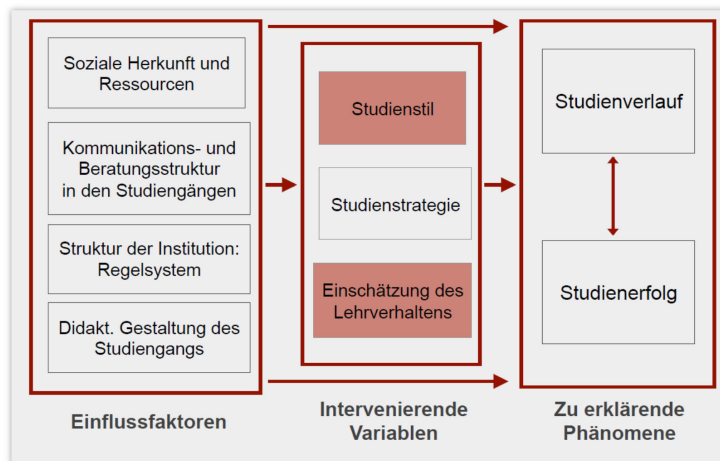 Soziale Herkunft und
Ressourcen
Kommunikations- und
Beratungsstruktur
in den Studiengängen
Struktur der Institution:
Regelsystem
Didakt. Gestaltung des
Studiengangs
Einflussfaktoren
Studienstil
Studienstrategie
Einschätzung des
Lehrverhaltens
Intervenierende
Variablen
Studienverlauf
Studienerfolg
Zu erklärende
Phänomene